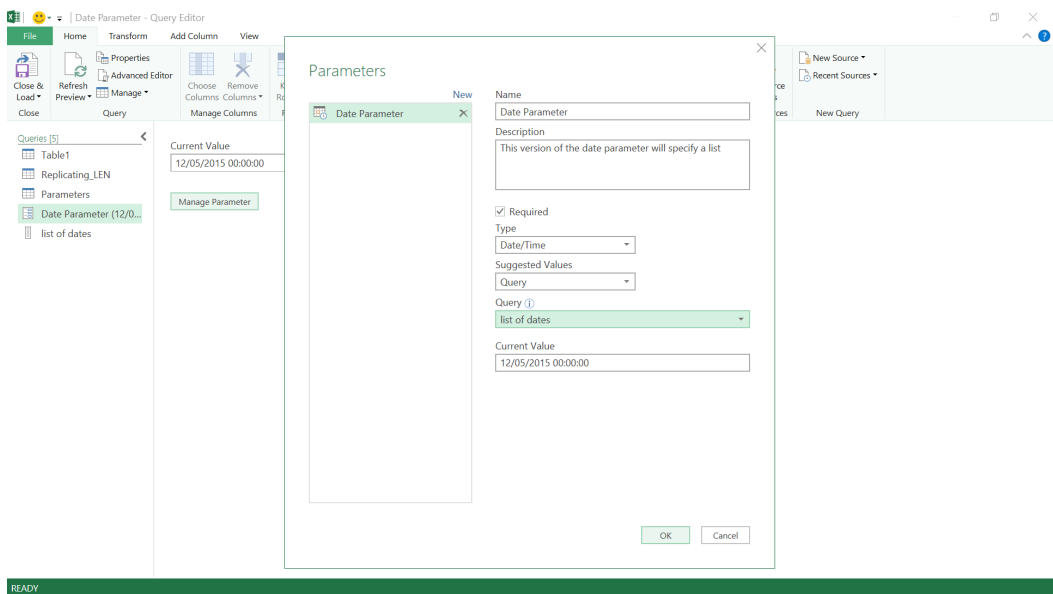 Date Parameter - Query Editor
File Home Transform Add Column View
Close & Load
Refresh Preview
Properties
Advanced Editor
Manage
Choose Columns
Remove Columns
New Source
Recent Sources
Close
Query
Manage Columns
New Query
Queries [5]
Table1
Replicating_LEN
Parameters
Date Parameter (12/0...
list of dates
Current Value
12/05/2015 00:00:00
Manage Parameter
Parameters
New
Date Parameter
Name
Date Parameter
Description
This version of the date parameter will specify a list
Required
Type
Date/Time
Suggested Values
Query
Query
list of dates
Current Value
12/05/2015 00:00:00
OK
Cancel
READY